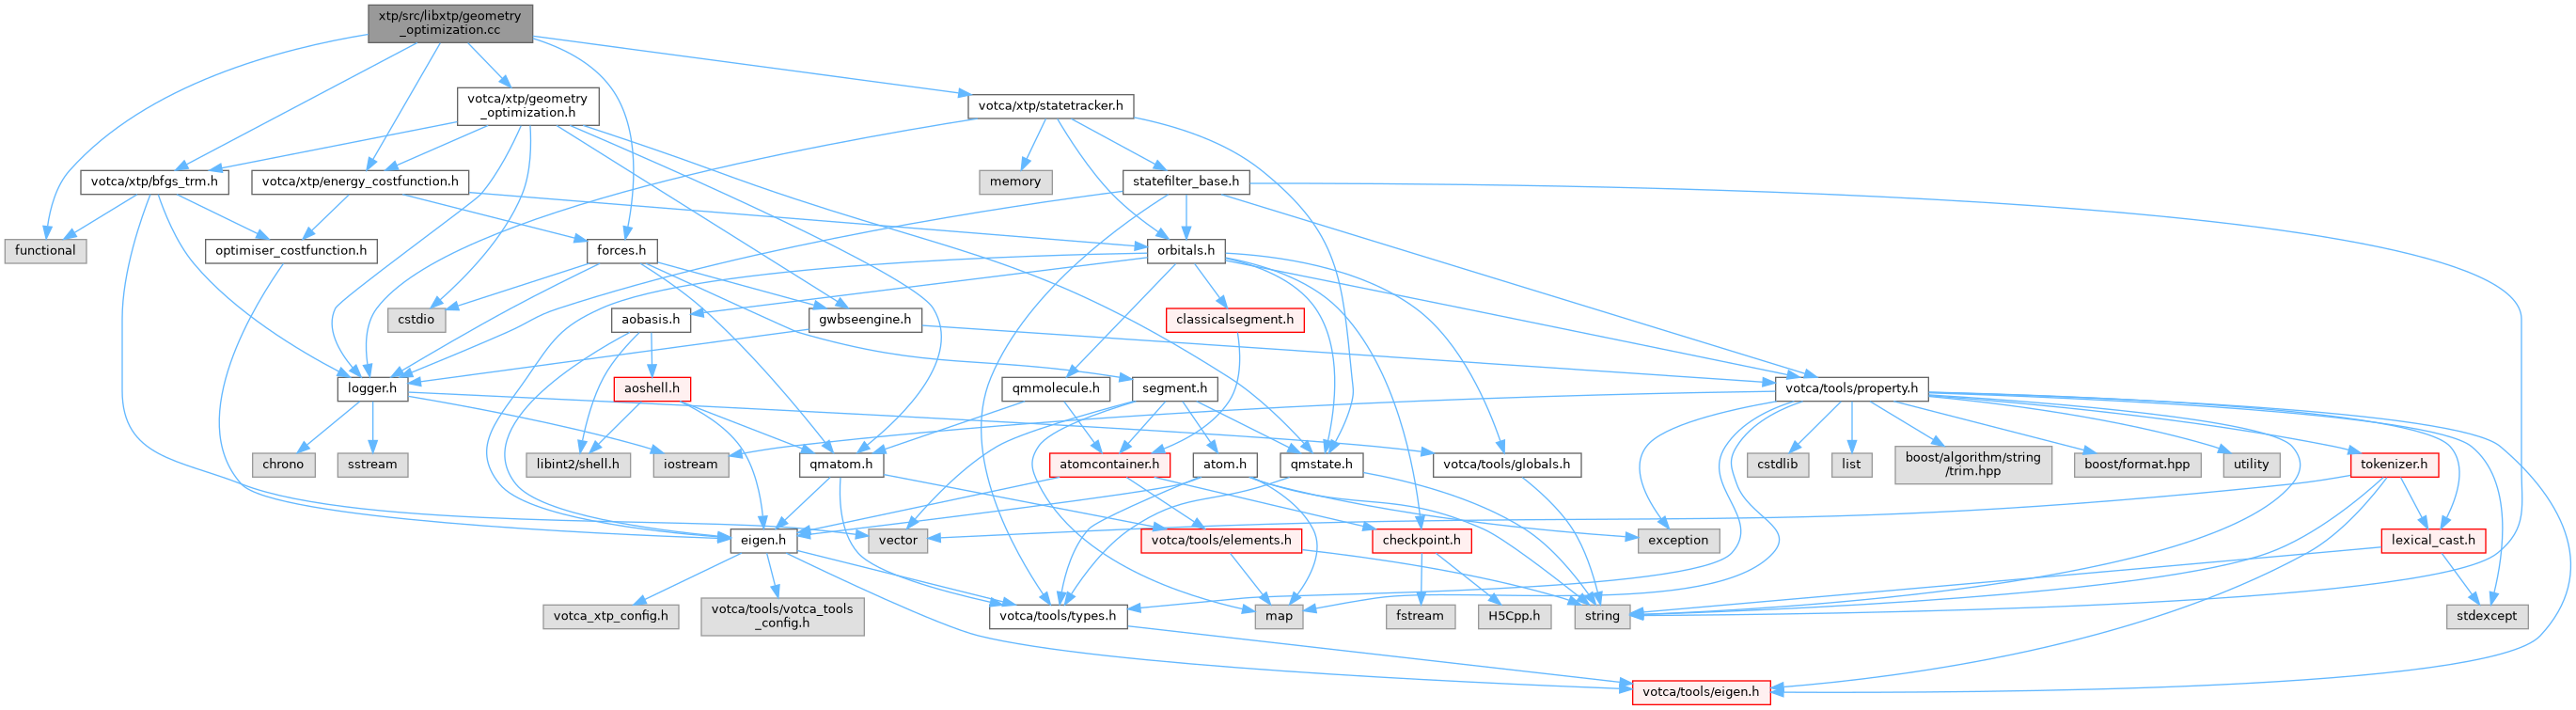 xtp/src/libxtp/geometry
_optimization.cc
votca/xtp/geometry
_optimization.h
votca/xtp/statetracker.h
votca/xtp/bfgs_trm.h
votca/xtp/energy_costfunction.h
memory
statefilter_base.h
functional
optimiser_costfunction.h
forces.h
orbitals.h
cstdio
aobasis.h
gwbseengine.h
classicalsegment.h
logger.h
aoshell.h
qmmolecule.h
segment.h
votca/tools/property.h
chrono
sstream
libint2/shell.h
iostream
qmatom.h
atomcontainer.h
atom.h
qmstate.h
votca/tools/globals.h
cstdlib
list
boost/algorithm/string
/trim.hpp
boost/format.hpp
utility
tokenizer.h
eigen.h
vector
votca/tools/elements.h
checkpoint.h
exception
lexical_cast.h
votca_xtp_config.h
votca/tools/votca_tools
_config.h
votca/tools/types.h
map
fstream
H5Cpp.h
string
stdexcept
votca/tools/eigen.h